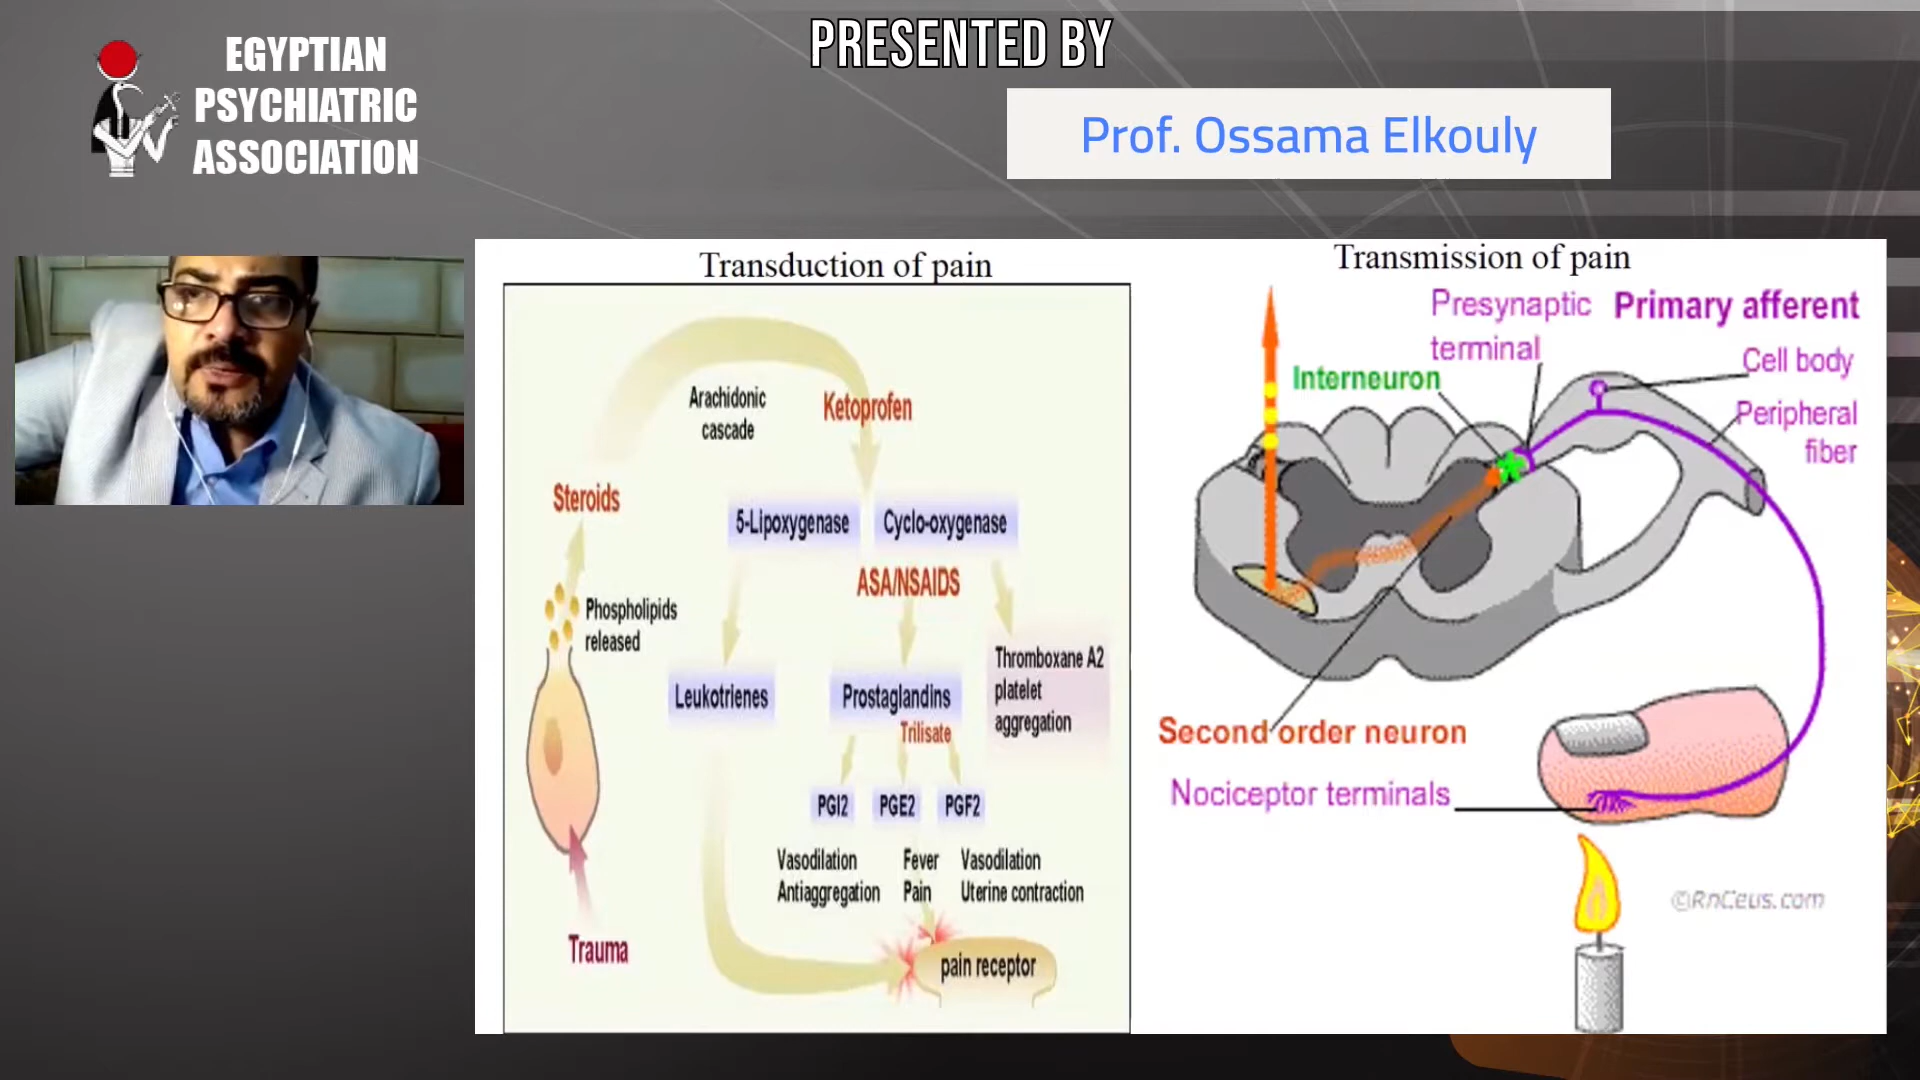 PRESENTED BY
EGYPTIAN
PSYCHIATRIC
ASSOCIATION
Prof. Ossama Elkouly
Transduction of pain
Arachidonic
cascade
Ketoprofen
Steroids
5-Lipoxygenase
Cyclo-oxygenase
ASA/NSAIDS
Phospholipids
released
Leukotrienes
Prostaglandins
Trilisate
Thromboxane A2
platelet
aggregation
PGI2
PGE2
PGF2
Vasodilation
Antiaggregation
Fever
Pain
Vasodilation
Uterine contraction
Trauma
pain receptor
Transmission of pain
Presynaptic
terminal
Primary afferent
Interneuron
Cell body
Peripheral
fiber
Second order neuron
Nociceptor terminals
©RnCeus.com